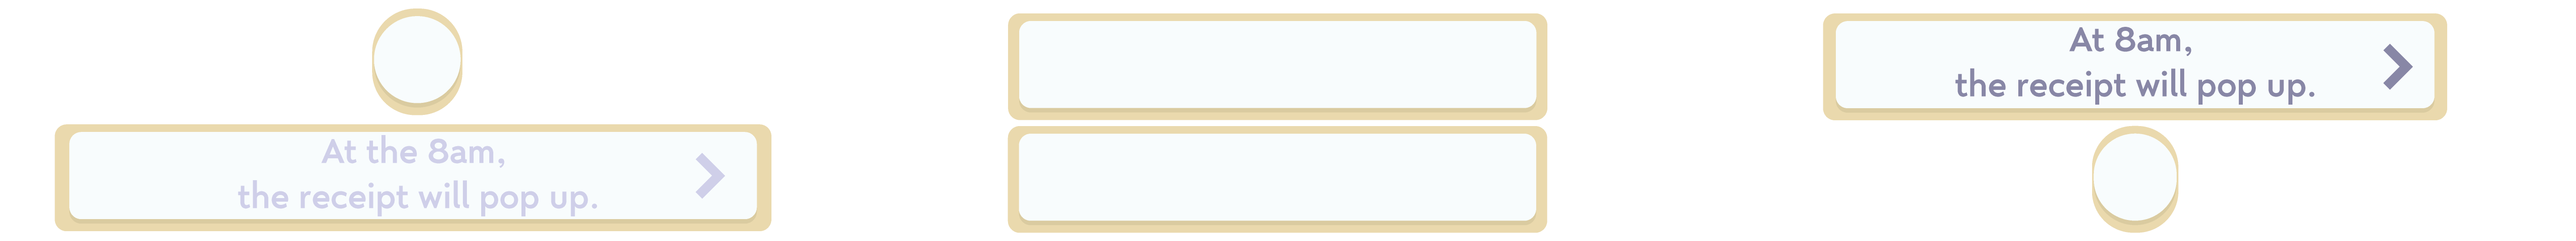 At the 8am,
the receipt will pop up.
At 8am,
the receipt will pop up.